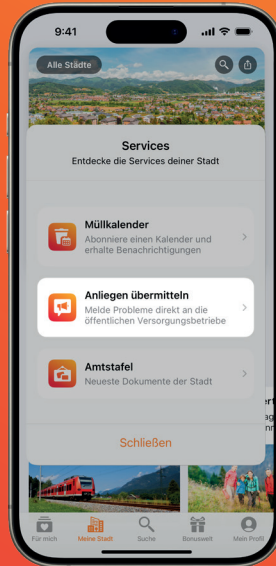 9:41
Alle Städte
Services
Entdecke die Services deiner Stadt
Müllkalender
Abonniere einen Kalender und
erhalte Benachrichtigungen
Anliegen übermitteln
Melde Probleme direkt an die
öffentlichen Versorgungsbetriebe
Amtstafel
Neueste Dokumente der Stadt
Schließen
Für mich
Meine Stadt
Suche
Bonuswelt
Mein Profil